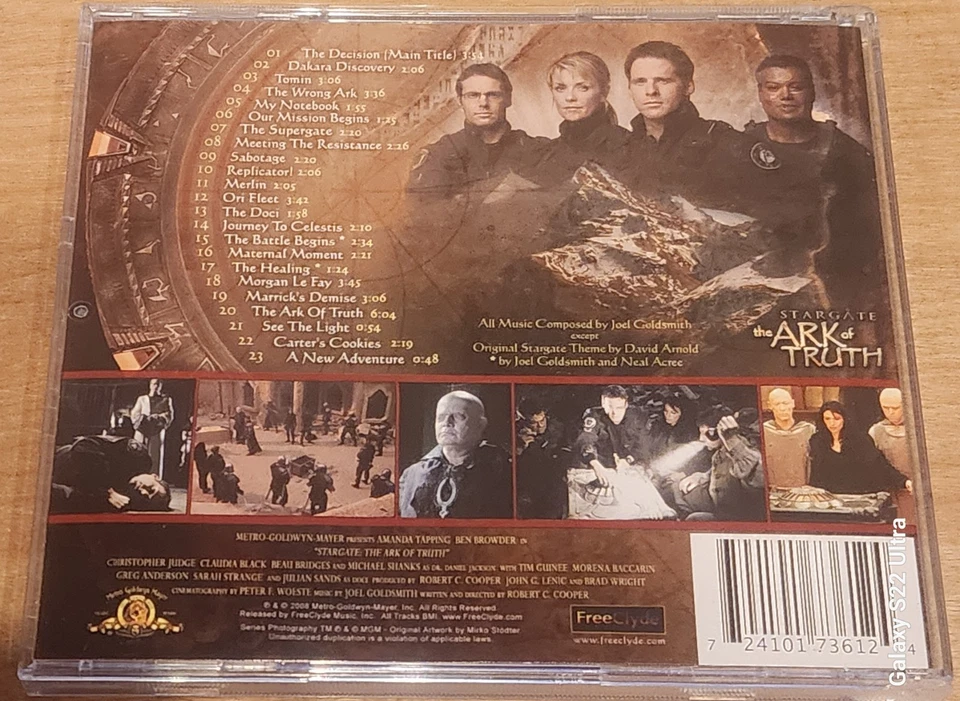 01 The Decision (Main Title) 3:54
02 Dakara Discovery 2:06
03 Tomin 3:06
04 The Wrong Ark 3:36
05 My Notebook 1:55
06 Our Mission Begins 1:25
07 The Supergate 2:20
08 Meeting The Resistance 2:26
09 Sabotage 2:20
10 Replicator! 2:06
11 Merlin 2:05
12 Ori Fleet 3:42
13 The Doci 1:58
14 Journey To Celestis 2:10
15 The Battle Begins * 2:34
16 Maternal Moment 2:21
17 The Healing * 1:24
18 Morgan Le Fay 3:45
19 Marrick's Demise 3:06
20 The Ark Of Truth 6:04
21 See The Light 0:54
22 Carter's Cookies 2:19
23 A New Adventure 0:48
All Music Composed by Joel Goldsmith
except
Original Stargate Theme by David Arnold
* by Joel Goldsmith and Neal Acree
STARGATE
the ARK of
TRUTH
METRO-GOLDWYN-MAYER PRESENTS AMANDA TAPPING BEN BROWDER IN
"STARGATE: THE ARK OF TRUTH"
CHRISTOPHER JUDGE CLAUDIA BLACK BEAU BRIDGES AND MICHAEL SHANKS AS DR. DANIEL JACKSON WITH TIM GUINEE MORENA BACCARIN
GREG ANDERSON SARAH STRANGE AND JULIAN SANDS AS DOCI PRODUCED BY ROBERT C. COOPER JOHN G. LENIC AND BRAD WRIGHT
CINEMATOGRAPHY BY PETER F. WOESTE MUSIC BY JOEL GOLDSMITH WRITTEN AND DIRECTED BY ROBERT C. COOPER
Metro Goldwyn Mayer
℗ & © 2008 Metro-Goldwyn-Mayer, Inc. All Rights Reserved.
Released by FreeClyde Music, Inc. All Tracks BMI. www.FreeClyde.com
Series Photography TM © & © MGM - Original Artwork by Mirko Stödter
Unauthorized duplication is a violation of applicable laws.
FreeClyde
www.freeclyde.com
7 24101 73612 4
Galaxy S22 Ultra